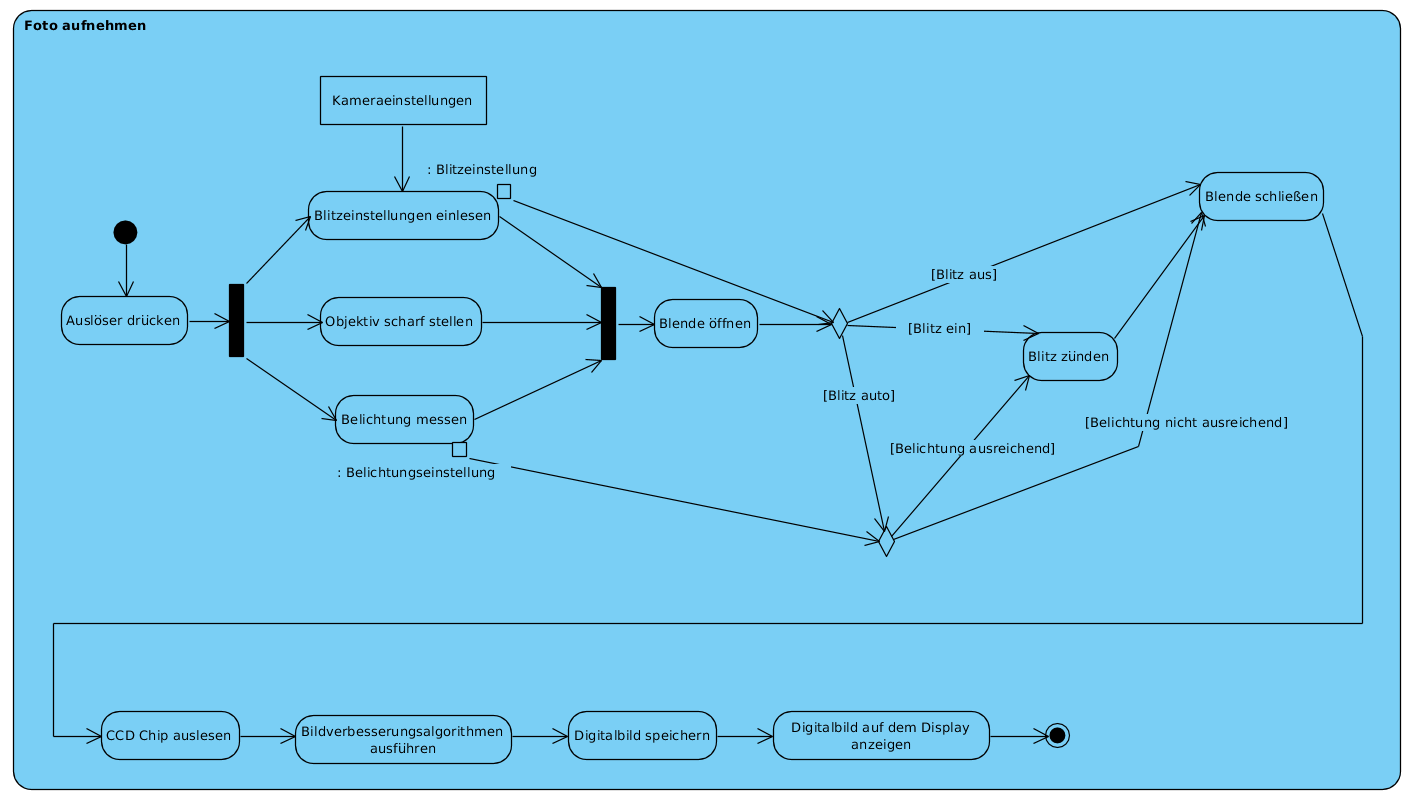 Foto aufnehmen
Kameraeinstellungen
: Blitzeinstellung
Blitzeinstellungen einlesen
Blende schließen
[Blitz aus]
Auslöser drücken
Objektiv scharf stellen
Blende öffnen
[Blitz ein]
Blitz zünden
[Blitz auto]
Belichtung messen
[Belichtung nicht ausreichend]
[Belichtung ausreichend]
: Belichtungseinstellung
CCD Chip auslesen
Bildverbesserungsalgorithmen
ausführen
Digitalbild speichern
Digitalbild auf dem Display
anzeigen